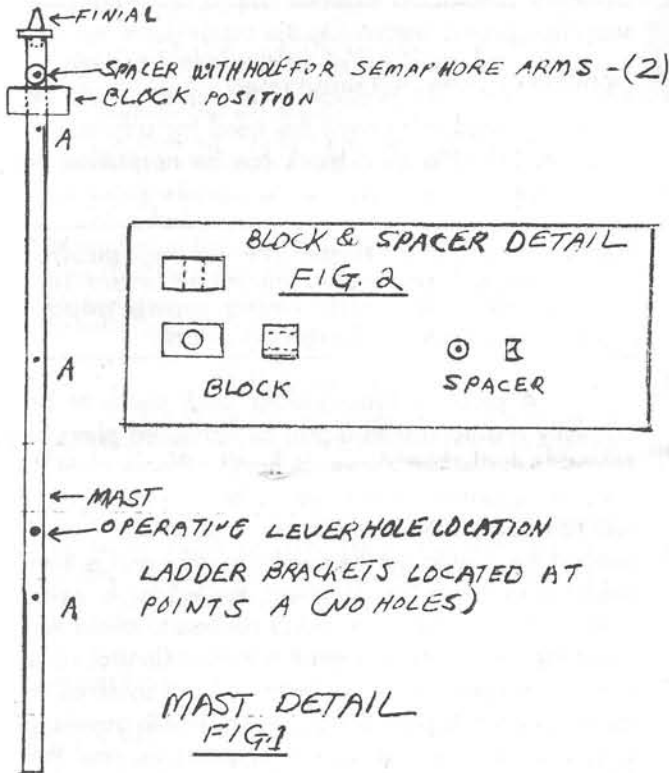 FINIAL
SPACER WITH HOLE FOR SEMAPHORE ARMS - (2)
BLOCK POSITION
A
BLOCK & SPACER DETAIL
FIG. 2
BLOCK
SPACER
A
MAST
OPERATING LEVER HOLE LOCATION
LADDER BRACKETS LOCATED AT
POINTS A (NO HOLES)
A
MAST DETAIL
FIG.1